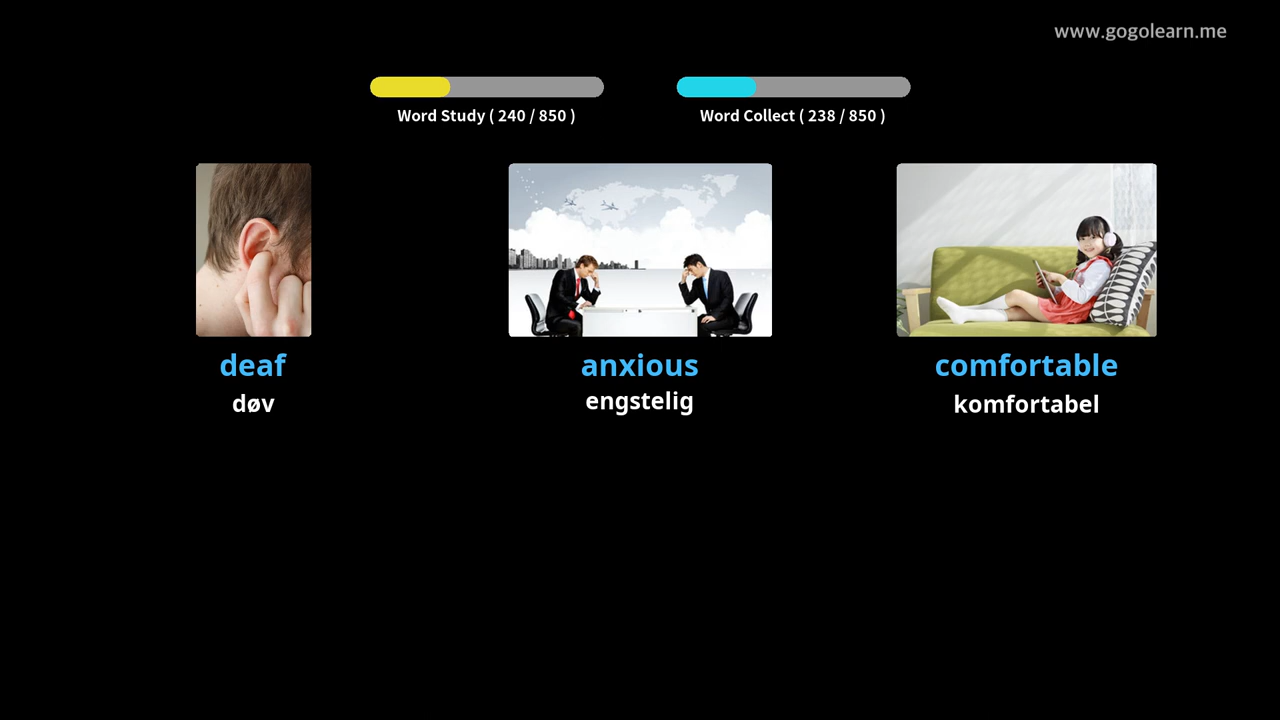 www.gogolearn.me
Word Study ( 240 / 850 )
Word Collect ( 238 / 850 )
deaf
anxious
comfortable
døv
engstelig
komfortabel